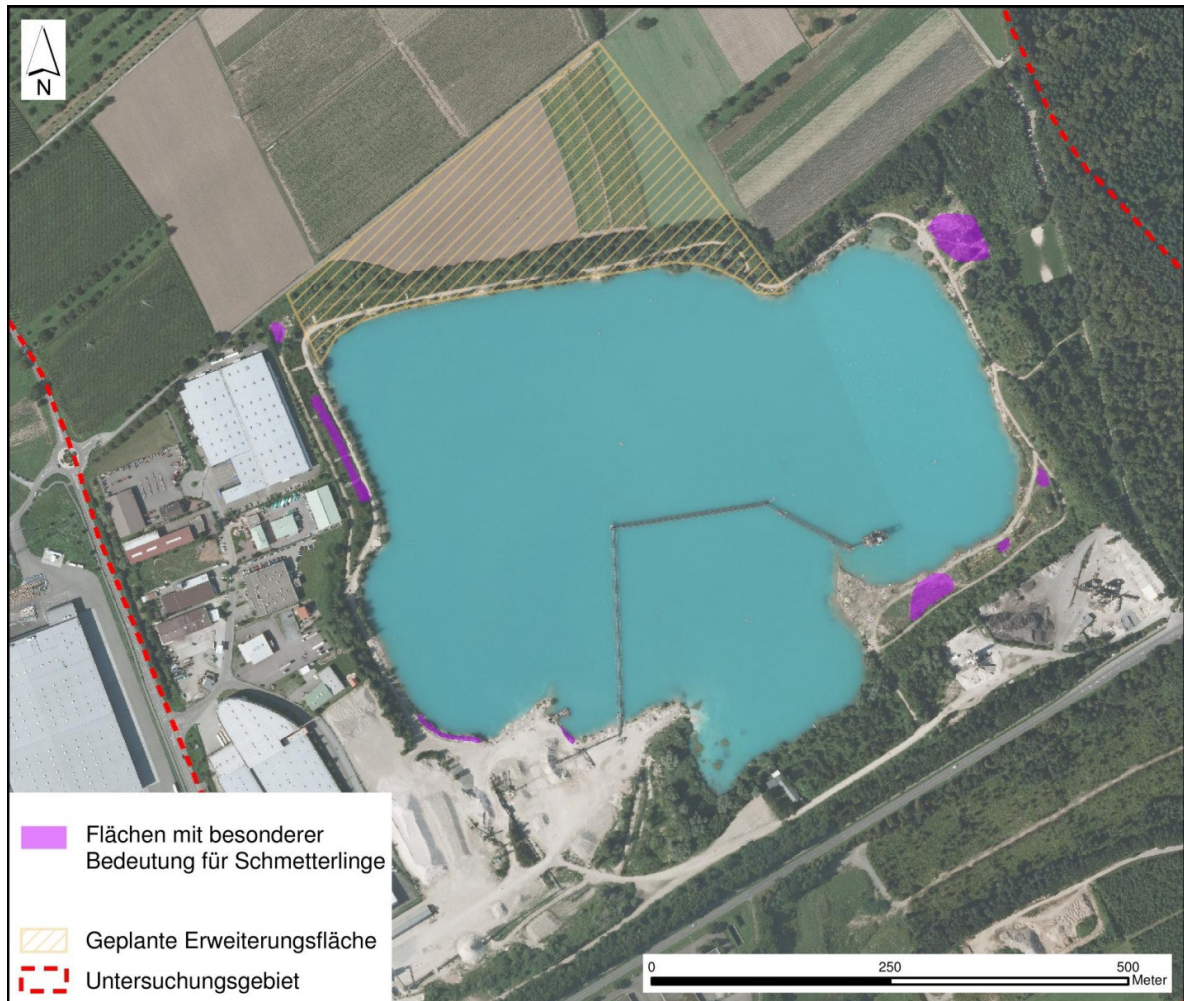 N
Flächen mit besonderer
Bedeutung für Schmetterlinge
Geplante Erweiterungsfläche
Untersuchungsgebiet
0 250 500
Meter